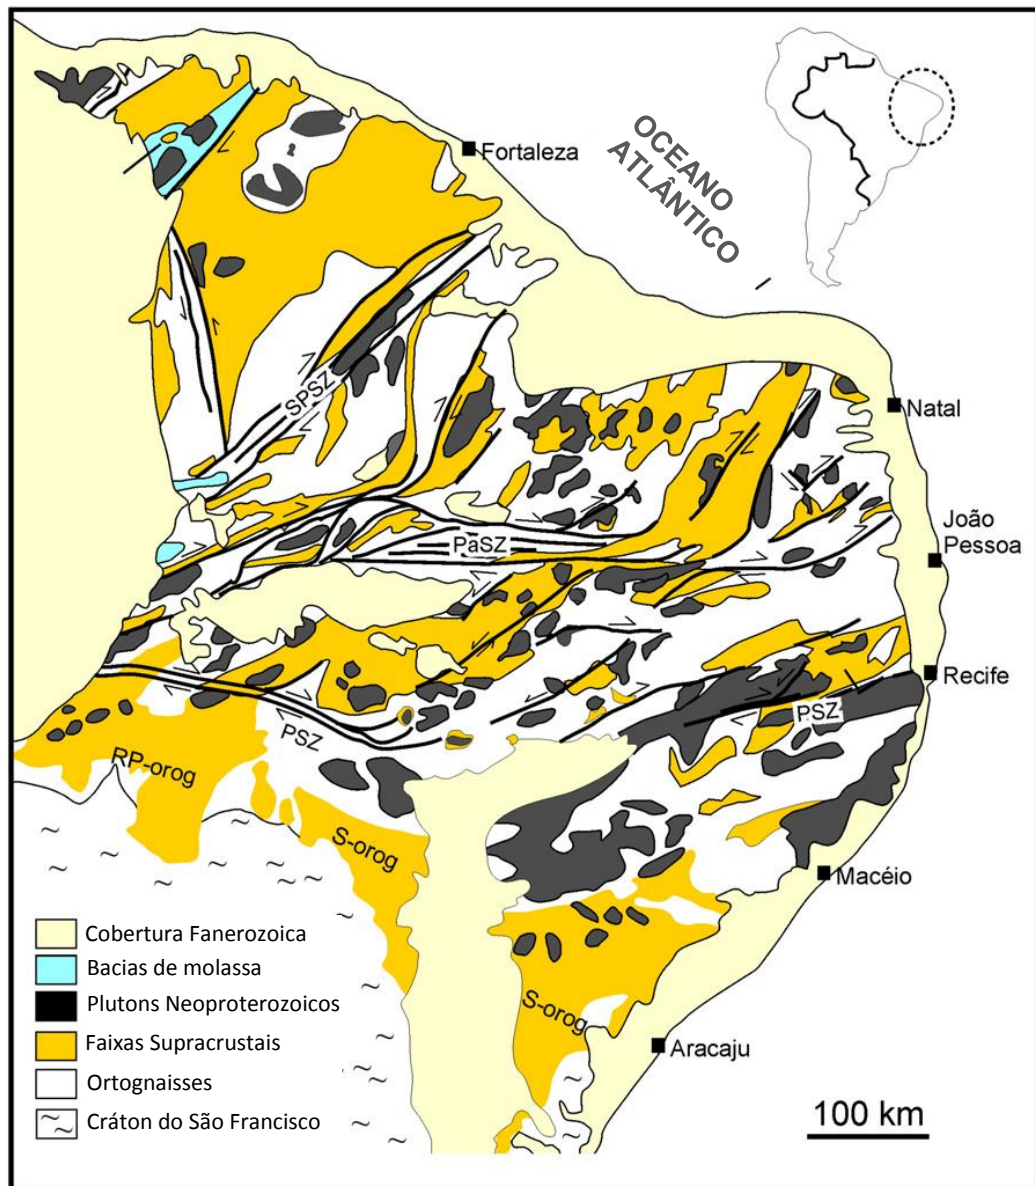 OCEANO
ATLÂNTICO
Fortaleza
SPSZ
Natal
João
Pessoa
PaSZ
Recife
PSZ
PSZ
RP-orog
S-orog
Macéio
S-orog
Aracaju
Cobertura Fanerozoica
Bacias de molassa
Plutons Neoproterozoicos
Faixas Supracrustais
Ortognaisses
Cráton do São Francisco
100 km